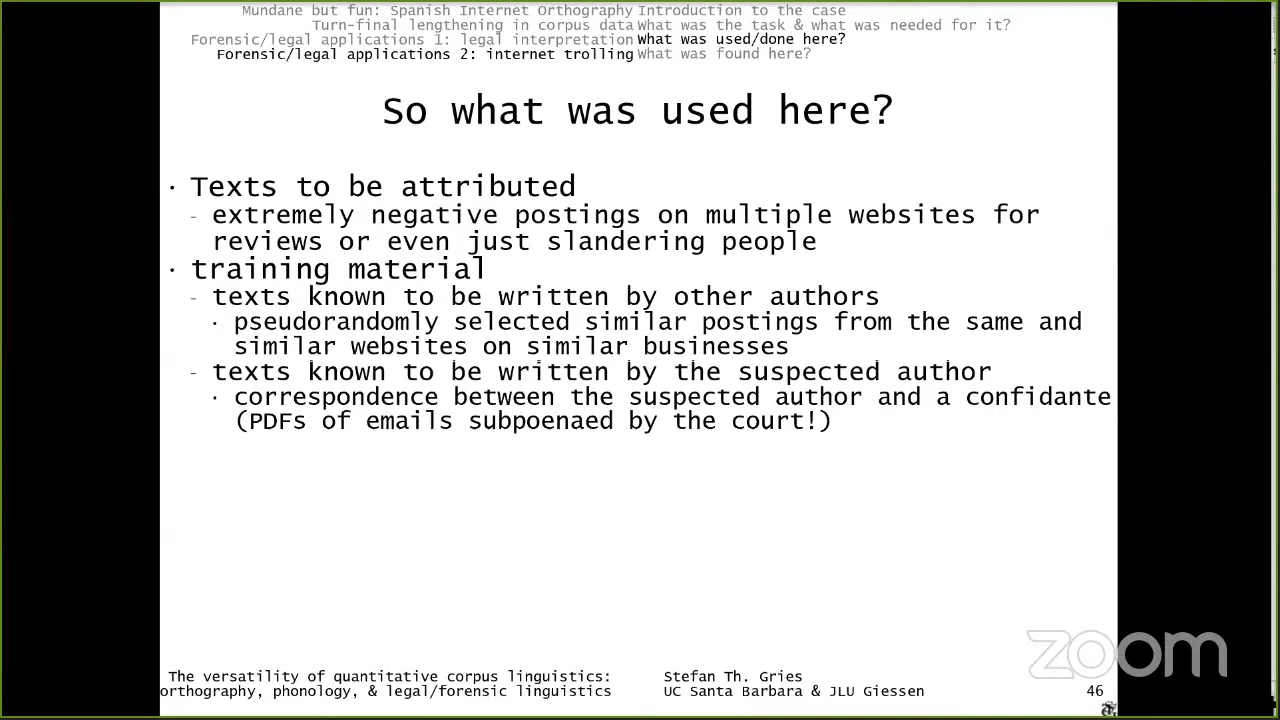 Mundane but fun: Spanish Internet Orthography Introduction to the case
Turn-final lengthening in corpus data What was the task & what was needed for it?
Forensic/legal applications 1: legal interpretation What was used/done here?
Forensic/legal applications 2: internet trolling What was found here?
So what was used here?
· Texts to be attributed
- extremely negative postings on multiple websites for
reviews or even just slandering people
· training material
- texts known to be written by other authors
· pseudorandomly selected similar postings from the same and
similar websites on similar businesses
- texts known to be written by the suspected author
· correspondence between the suspected author and a confidante
(PDFs of emails subpoenaed by the court!)
zoom
The versatility of quantitative corpus linguistics: Stefan Th. Gries
orthography, phonology, & legal/forensic linguistics UC Santa Barbara & JLU Giessen 46